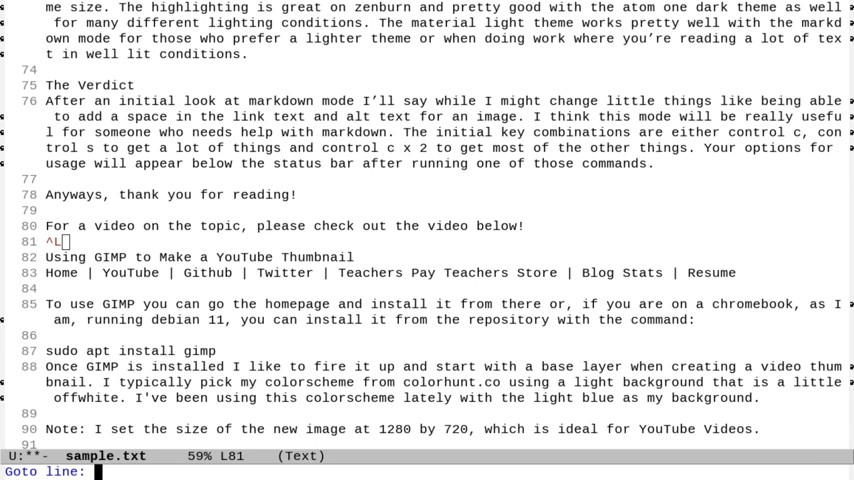 me size. The highlighting is great on zenburn and pretty good with the atom one dark theme as well
for many different lighting conditions. The material light theme works pretty well with the markd
own mode for those who prefer a lighter theme or when doing work where you’re reading a lot of tex
t in well lit conditions.
74
75 The Verdict
76 After an initial look at markdown mode I’ll say while I might change little things like being able
to add a space in the link text and alt text for an image. I think this mode will be really usefu
l for someone who needs help with markdown. The initial key combinations are either control c, con
trol s to get a lot of things and control c x 2 to get most of the other things. Your options for
usage will appear below the status bar after running one of those commands.
77
78 Anyways, thank you for reading!
79
80 For a video on the topic, please check out the video below!
81 ^L
82 Using GIMP to Make a YouTube Thumbnail
83 Home | YouTube | Github | Twitter | Teachers Pay Teachers Store | Blog Stats | Resume
84
85 To use GIMP you can go the homepage and install it from there or, if you are on a chromebook, as I
am, running debian 11, you can install it from the repository with the command:
86
87 sudo apt install gimp
88 Once GIMP is installed I like to fire it up and start with a base layer when creating a video thum
bnail. I typically pick my colorscheme from colorhunt.co using a light background that is a little
offwhite. I've been using this colorscheme lately with the light blue as my background.
89
90 Note: I set the size of the new image at 1280 by 720, which is ideal for YouTube Videos.
91
U:**- sample.txt 59% L81 (Text)
Goto line: